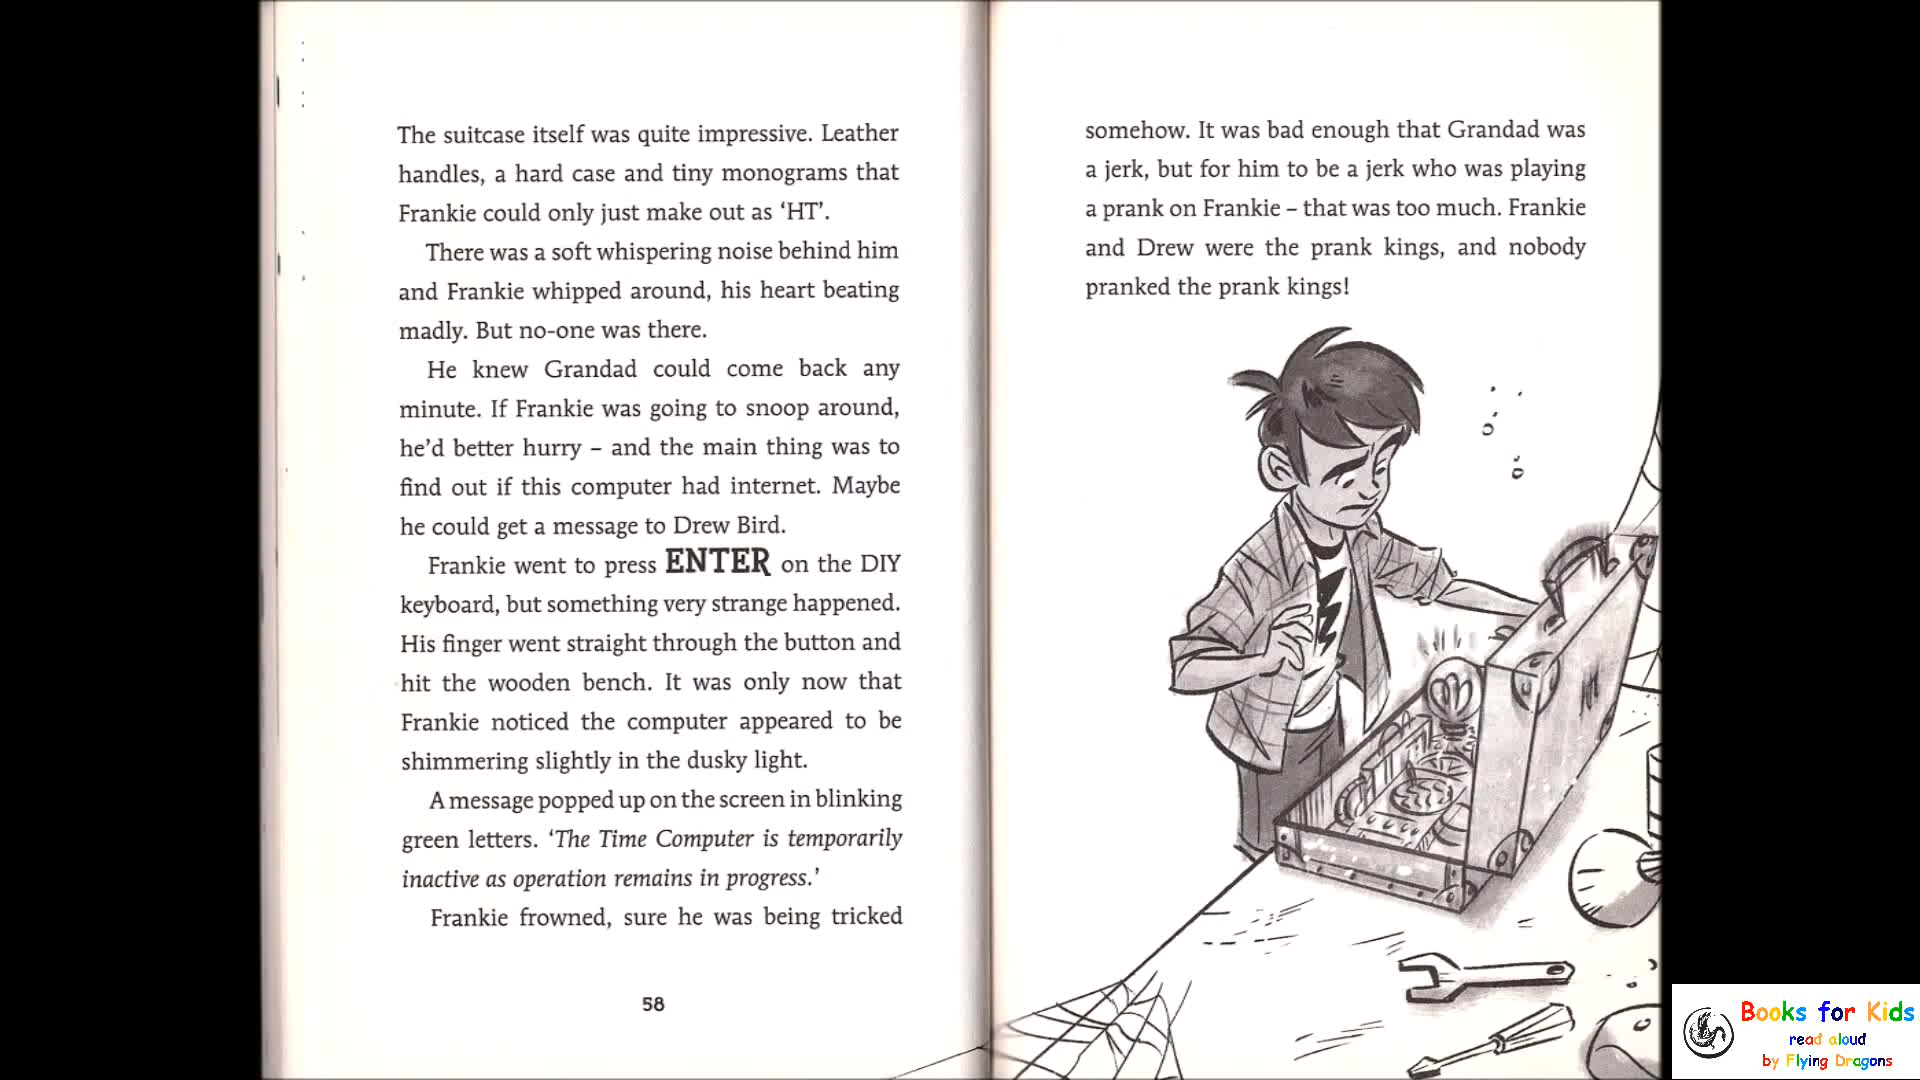 The suitcase itself was quite impressive. Leather
handles, a hard case and tiny monograms that
Frankie could only just make out as ‘HT’.
There was a soft whispering noise behind him
and Frankie whipped around, his heart beating
madly. But no-one was there.
He knew Grandad could come back any
minute. If Frankie was going to snoop around,
he’d better hurry – and the main thing was to
find out if this computer had internet. Maybe
he could get a message to Drew Bird.
Frankie went to press ENTER on the DIY
keyboard, but something very strange happened.
His finger went straight through the button and
hit the wooden bench. It was only now that
Frankie noticed the computer appeared to be
shimmering slightly in the dusky light.
A message popped up on the screen in blinking
green letters. ‘The Time Computer is temporarily
inactive as operation remains in progress.’
Frankie frowned, sure he was being tricked
58
somehow. It was bad enough that Grandad was
a jerk, but for him to be a jerk who was playing
a prank on Frankie – that was too much. Frankie
and Drew were the prank kings, and nobody
pranked the prank kings!
HT
Books for Kids
read aloud
by Flying Dragons